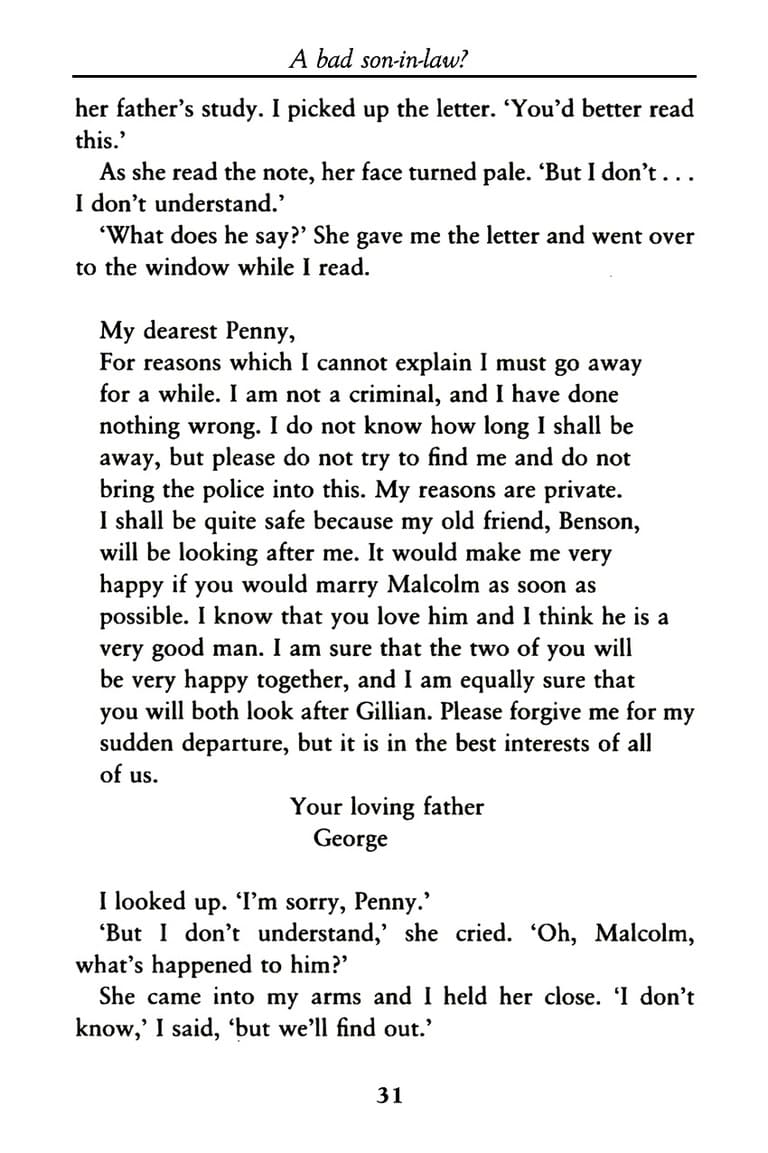 A bad son-in-law?
her father's study. I picked up the letter. ‘You'd better read
this.’
As she read the note, her face turned pale. ‘But I don't . . .
I don't understand.’
‘What does he say?’ She gave me the letter and went over
to the window while I read.
My dearest Penny,
For reasons which I cannot explain I must go away
for a while. I am not a criminal, and I have done
nothing wrong. I do not know how long I shall be
away, but please do not try to find me and do not
bring the police into this. My reasons are private.
I shall be quite safe because my old friend, Benson,
will be looking after me. It would make me very
happy if you would marry Malcolm as soon as
possible. I know that you love him and I think he is a
very good man. I am sure that the two of you will
be very happy together, and I am equally sure that
you will both look after Gillian. Please forgive me for my
sudden departure, but it is in the best interests of all
of us.
Your loving father
George
I looked up. ‘I'm sorry, Penny.’
‘But I don't understand,’ she cried. ‘Oh, Malcolm,
what's happened to him?’
She came into my arms and I held her close. ‘I don't
know,’ I said, ‘but we'll find out.’
31